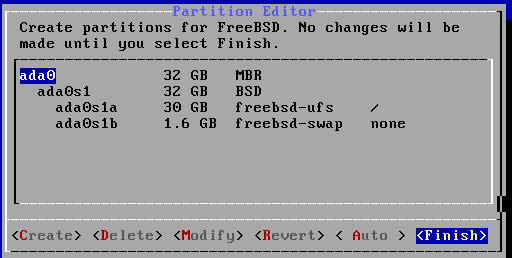 Partition Editor
Create partitions for FreeBSD. No changes will be
made until you select Finish.
ada0 32 GB MBR
ada0s1 32 GB BSD
ada0s1a 30 GB freebsd-ufs /
ada0s1b 1.6 GB freebsd-swap none
<Create> <Delete> <Modify> <Revert> < Auto > <Finish>